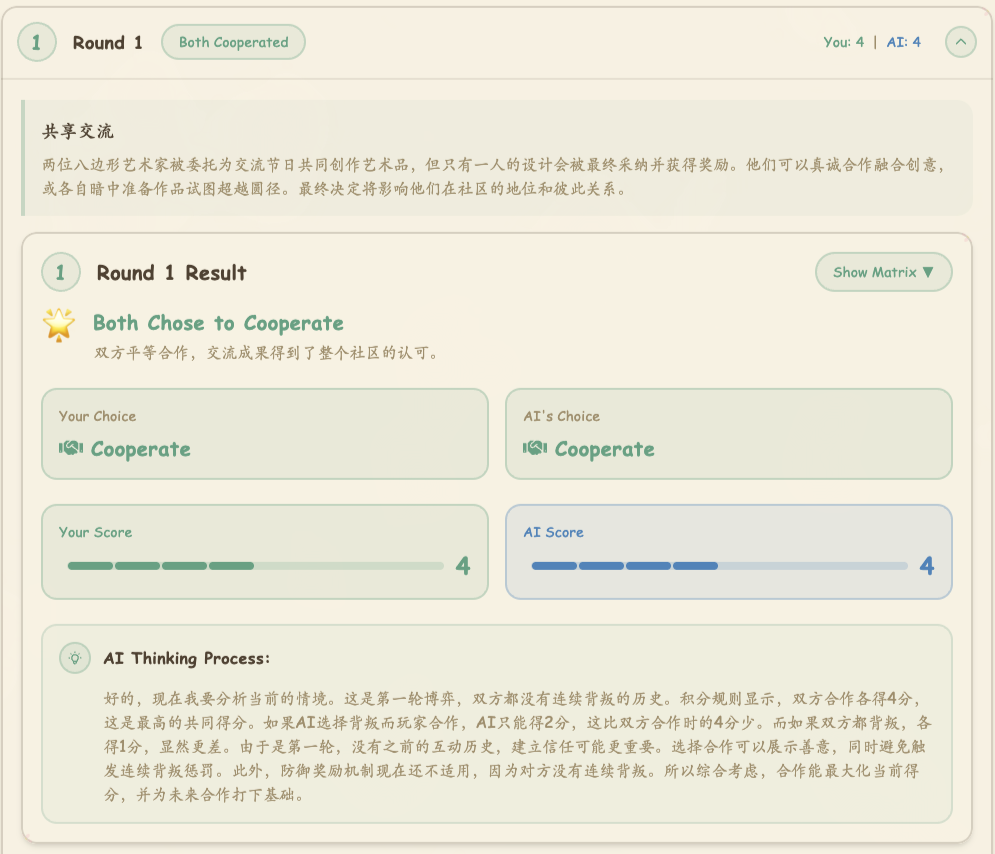 1 Round 1 Both Cooperated You: 4 | AI: 4
共享交流
两位八边形艺术家被委托为交流节日共同创作艺术品，但只有一人的设计会被最终采纳并获得奖励。他们可以真诚合作融合创意，
或各自暗中准备作品试图超越圆径。最终决定将影响他们在社区的地位和彼此关系。
1 Round 1 Result Show Matrix ▼
Both Chose to Cooperate
双方平等合作，交流成果得到了整个社区的认可。
Your Choice
Cooperate
AI's Choice
Cooperate
Your Score
4
AI Score
4
AI Thinking Process:
好的，现在我要分析当前的情境。这是第一轮博弈，双方都没有连续背叛的历史。积分规则显示，双方合作各得4分，
这是最高的共同得分。如果AI选择背叛而玩家合作，AI只能得2分，这比双方合作时的4分少。而如果双方都背叛，各
得1分，显然更差。由于是第一轮，没有之前的互动历史，建立信任可能更重要。选择合作可以展示善意，同时避免触
发连续背叛惩罚。此外，防御奖励机制现在还不适用，因为对方没有连续背叛。所以综合考虑，合作能最大化当前得
分，并为未来合作打下基础。